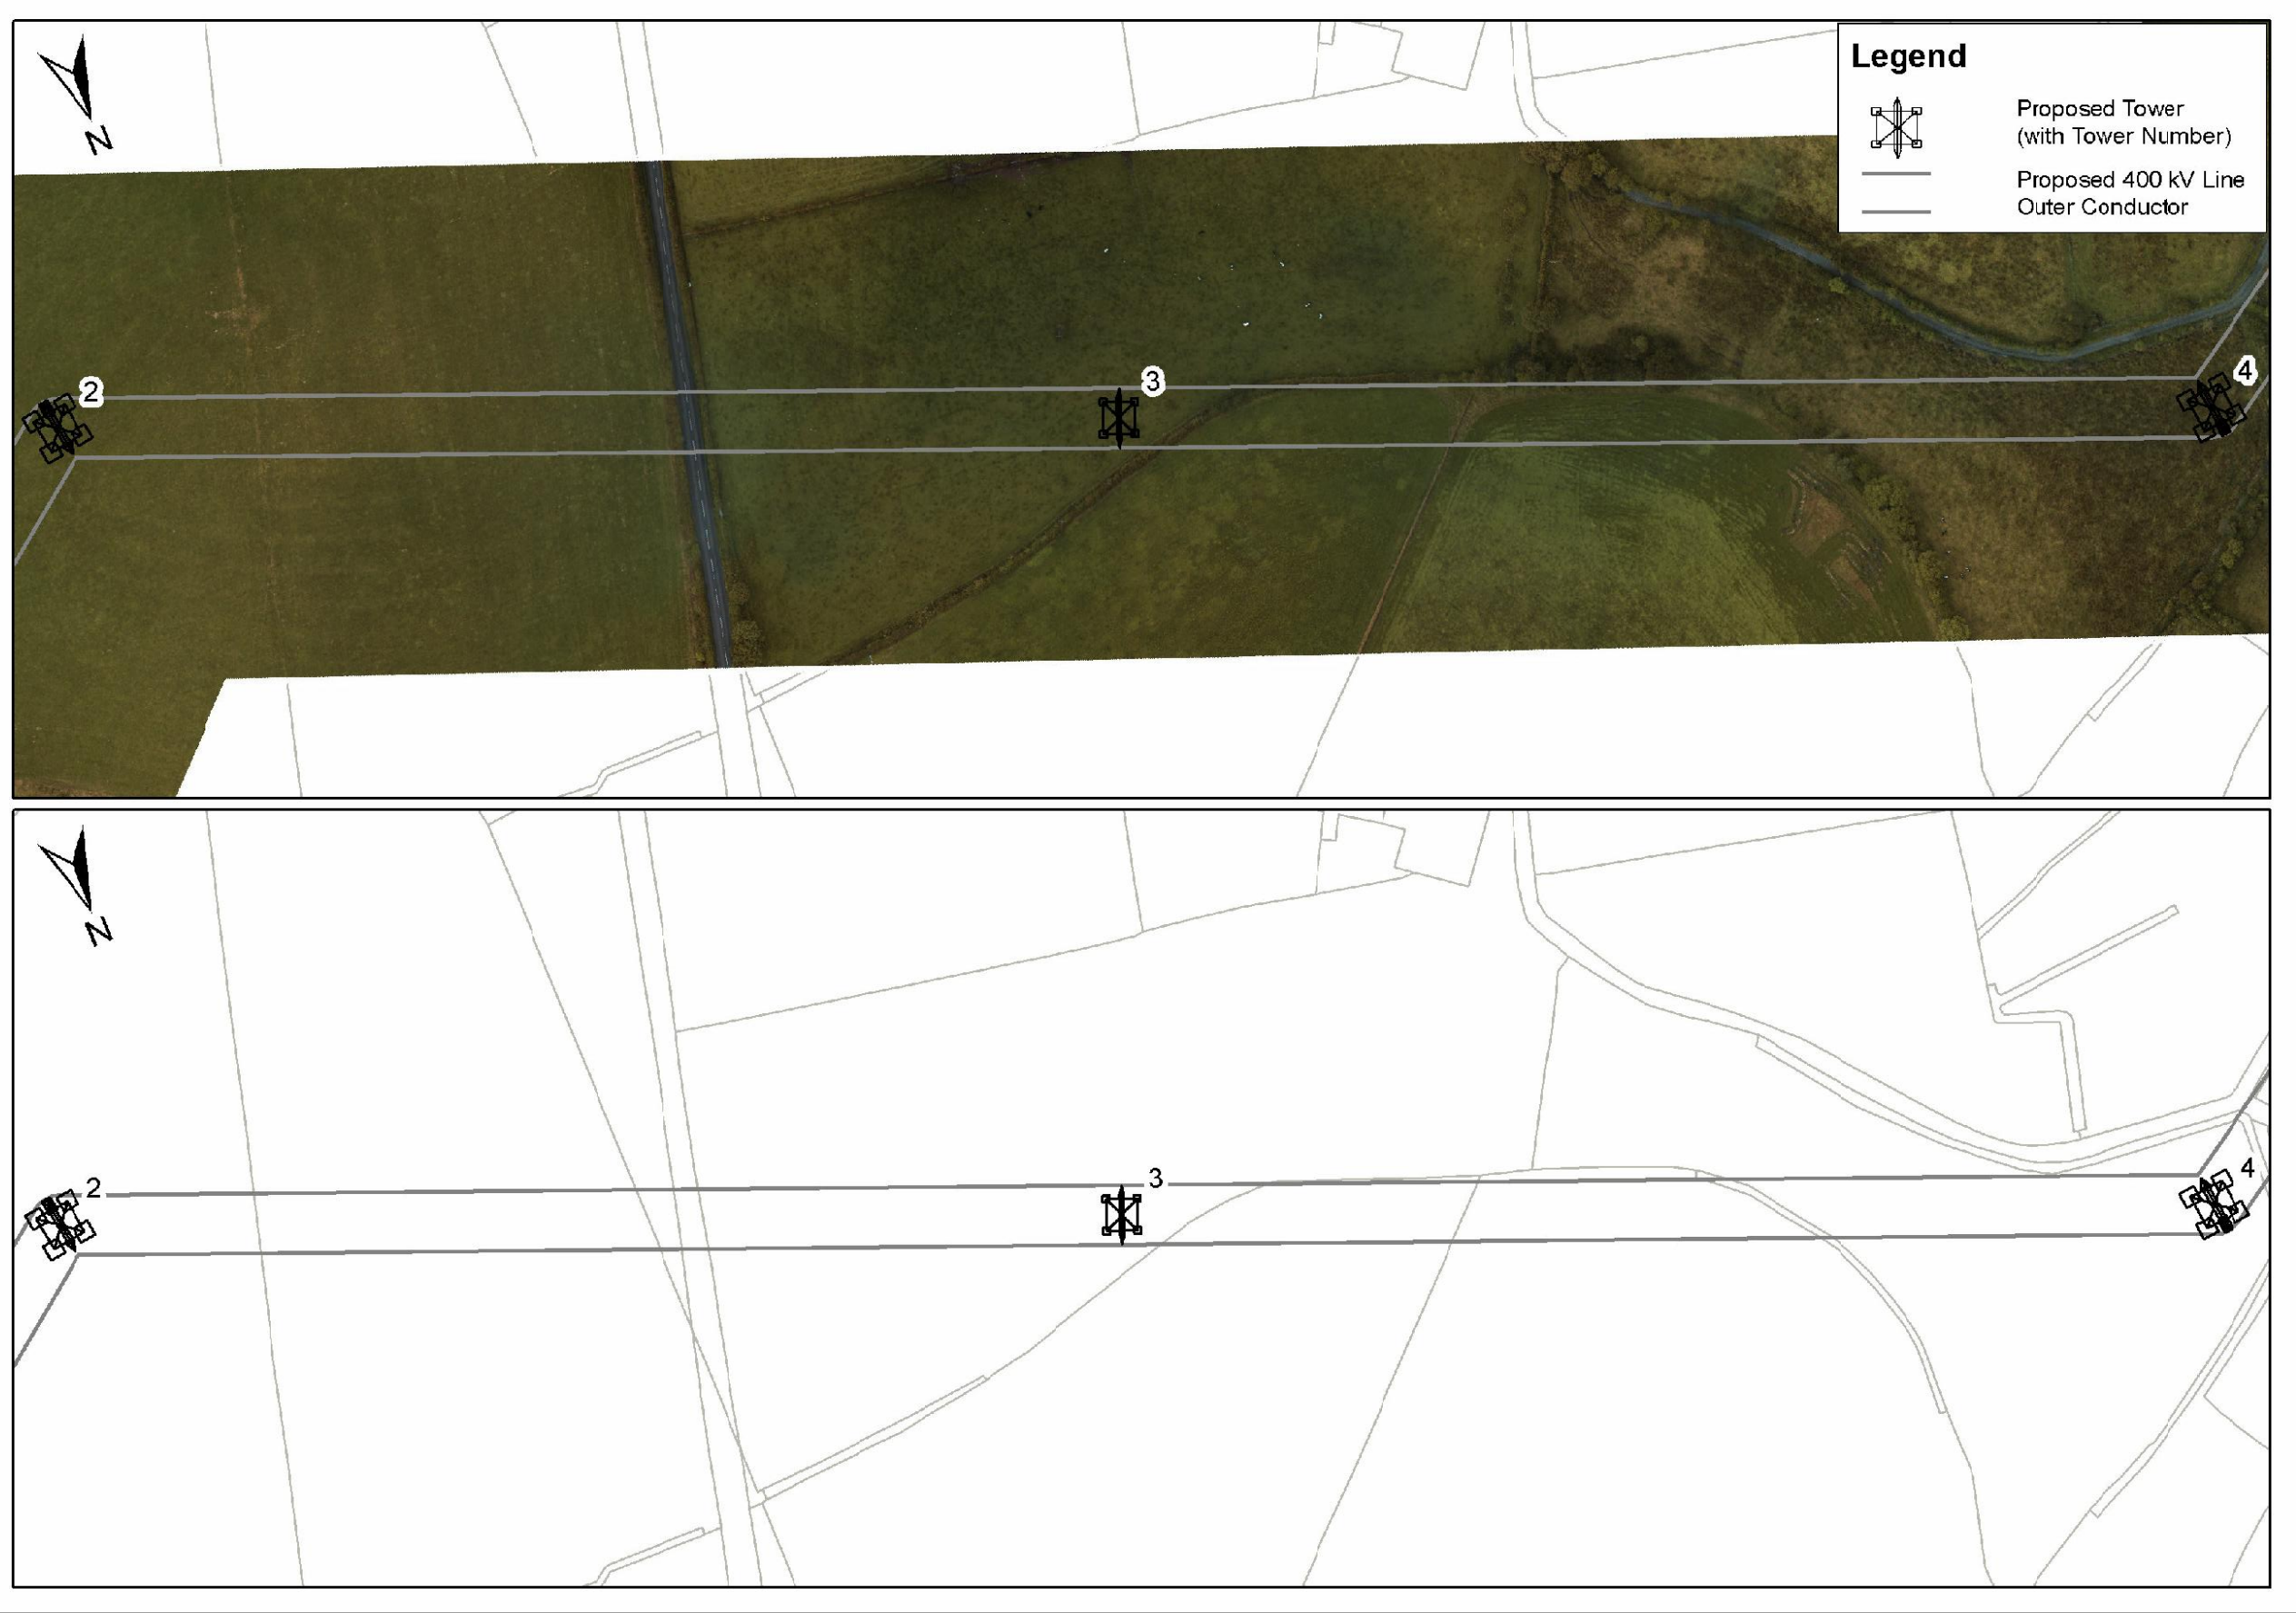 N
Legend
Proposed Tower
(with Tower Number)
Proposed 400 kV Line
Outer Conductor
2
3
4
N
2
3
4